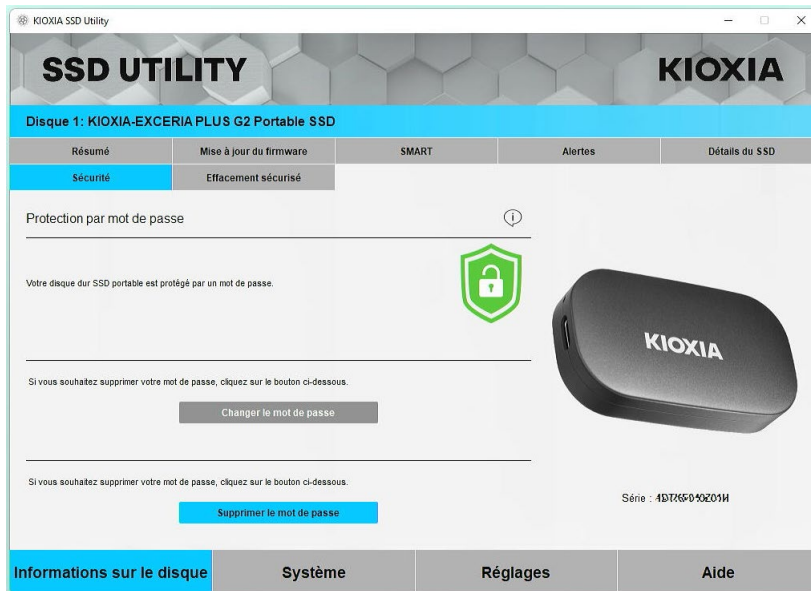 KIOXIA SSD Utility
SSD UTILITY
KIOXIA
Disque 1: KIOXIA-EXCERIA PLUS G2 Portable SSD
Résumé
Mise à jour du firmware
SMART
Alertes
Détails du SSD
Sécurité
Effacement sécurisé
Protection par mot de passe
Votre disque dur SSD portable est protégé par un mot de passe.
KIOXIA
Si vous souhaitez supprimer votre mot de passe, cliquez sur le bouton ci-dessous.
Changer le mot de passe
Si vous souhaitez supprimer votre mot de passe, cliquez sur le bouton ci-dessous.
Supprimer le mot de passe
Série :
Informations sur le disque
Système
Réglages
Aide